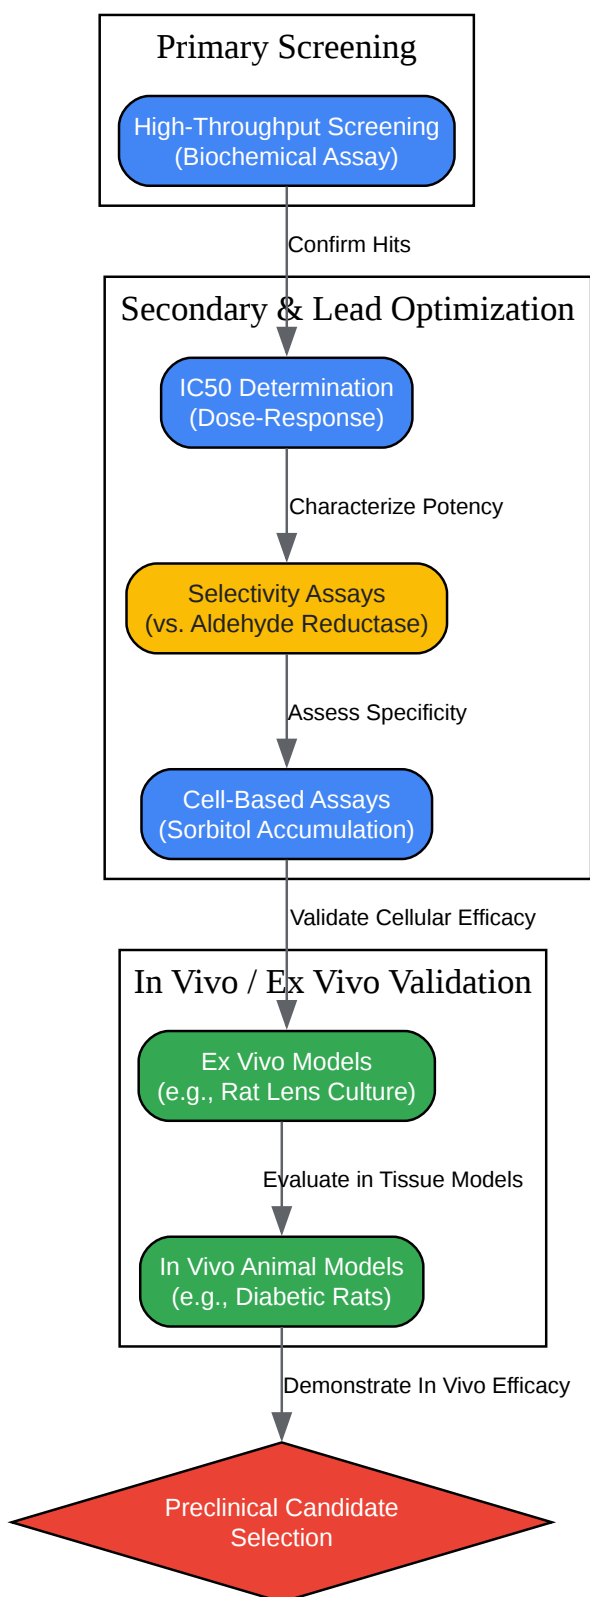 Primary Screening
High-Throughput Screening
(Biochemical Assay)
Confirm Hits
Secondary & Lead Optimization
IC50 Determination
(Dose-Response)
Characterize Potency
Selectivity Assays
(vs. Aldehyde Reductase)
Assess Specificity
Cell-Based Assays
(Sorbitol Accumulation)
Validate Cellular Efficacy
In Vivo / Ex Vivo Validation
Ex Vivo Models
(e.g., Rat Lens Culture)
Evaluate in Tissue Models
In Vivo Animal Models
(e.g., Diabetic Rats)
Demonstrate In Vivo Efficacy
Preclinical Candidate
Selection